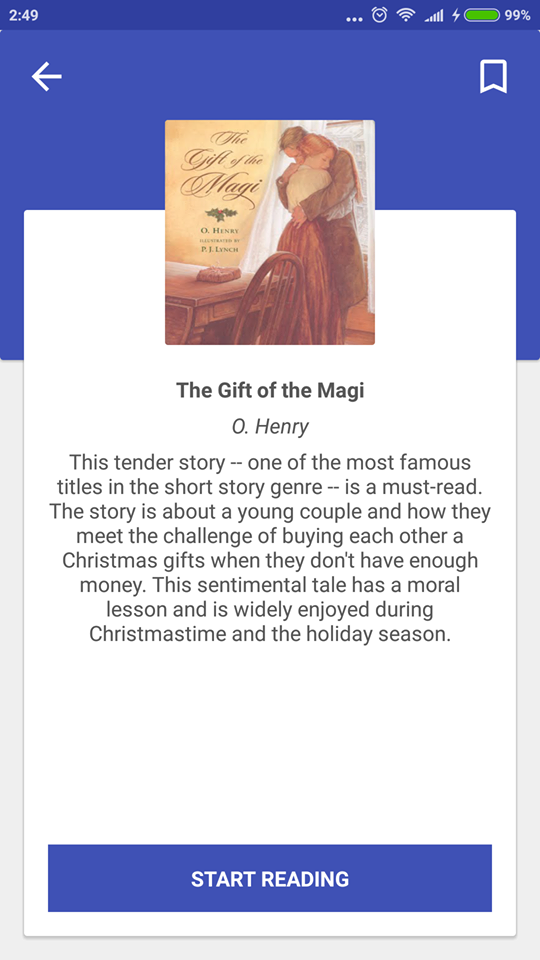 2:49
99%
The
Gift of the
Magi
O. HENRY
ILLUSTRATED BY
P. J. LYNCH
The Gift of the Magi
O. Henry
This tender story -- one of the most famous
titles in the short story genre -- is a must-read.
The story is about a young couple and how they
meet the challenge of buying each other a
Christmas gifts when they don't have enough
money. This sentimental tale has a moral
lesson and is widely enjoyed during
Christmastime and the holiday season.
START READING